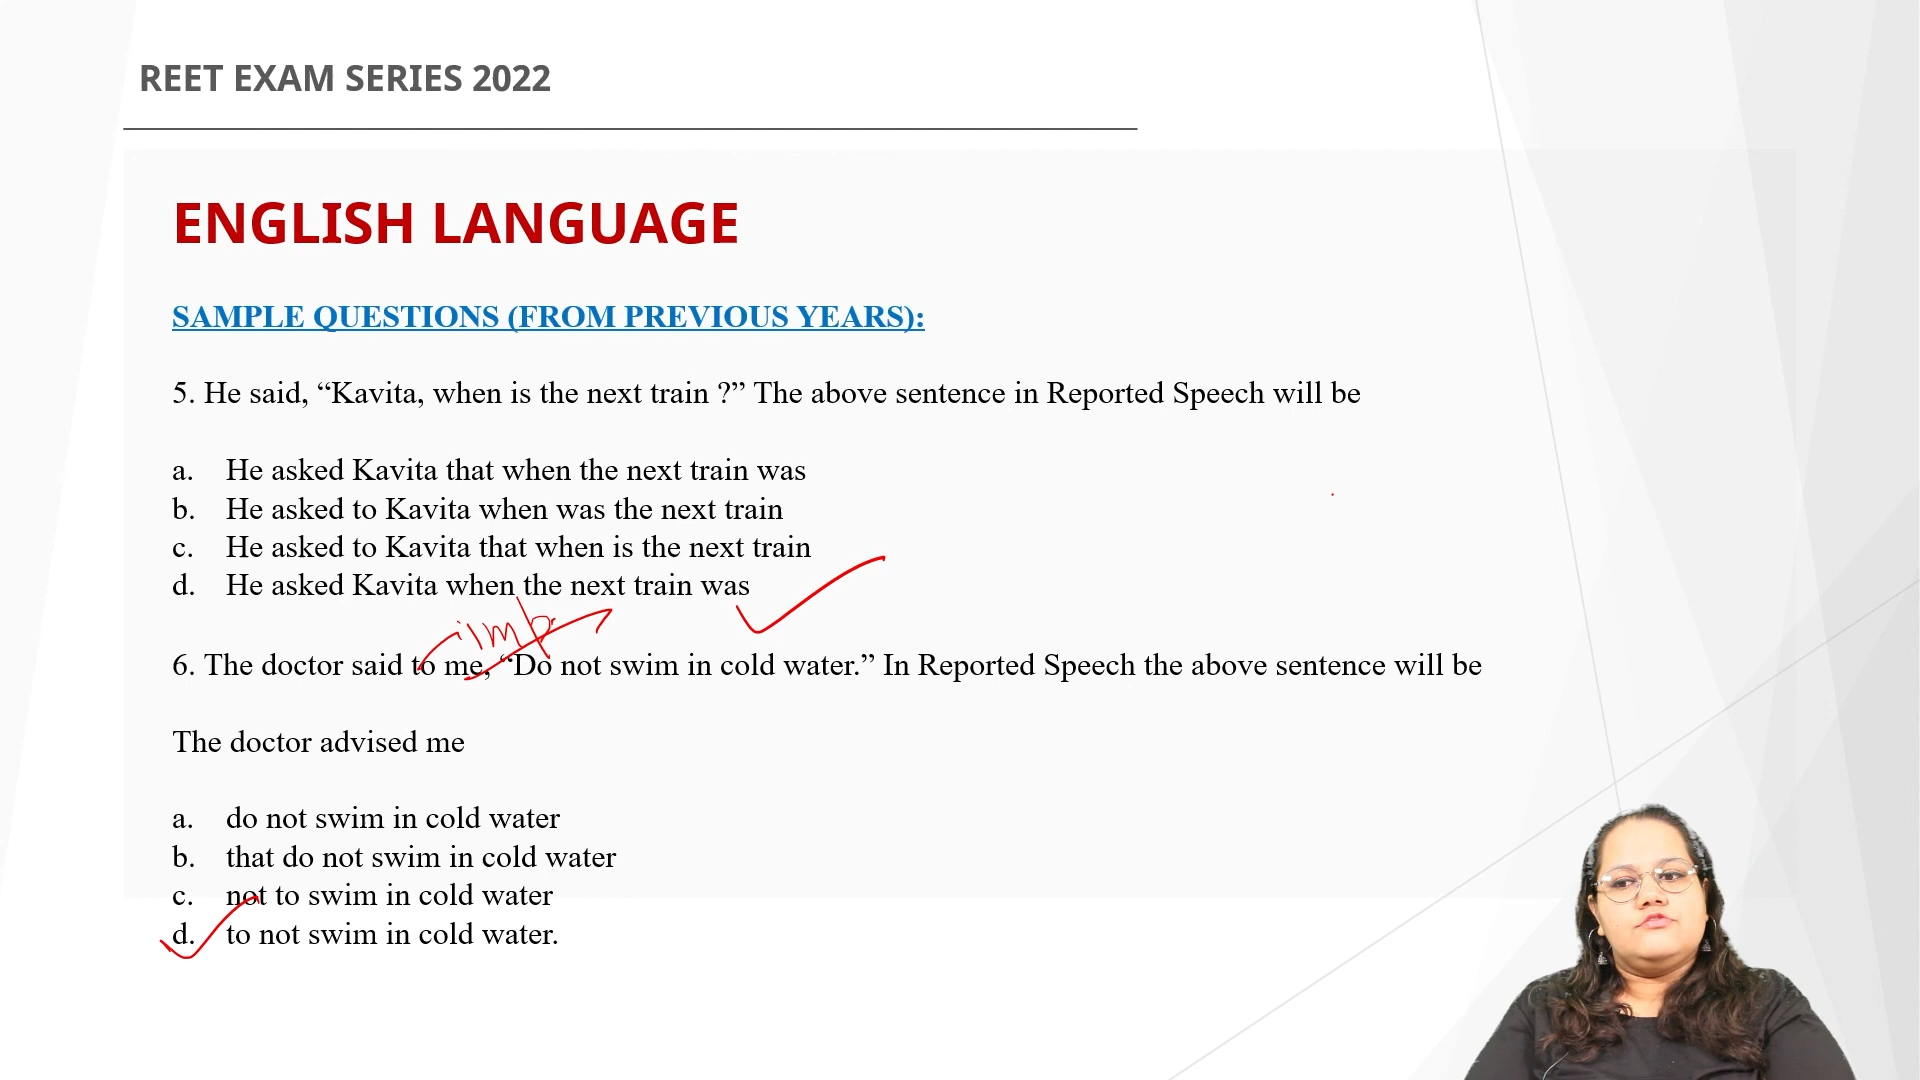 REET EXAM SERIES 2022
ENGLISH LANGUAGE
SAMPLE QUESTIONS (FROM PREVIOUS YEARS):
5. He said, “Kavita, when is the next train ?” The above sentence in Reported Speech will be
a. He asked Kavita that when the next train was
b. He asked to Kavita when was the next train
c. He asked to Kavita that when is the next train
d. He asked Kavita when the next train was
imp.
6. The doctor said to me, “Do not swim in cold water.” In Reported Speech the above sentence will be
The doctor advised me
a. do not swim in cold water
b. that do not swim in cold water
c. not to swim in cold water
d. to not swim in cold water.